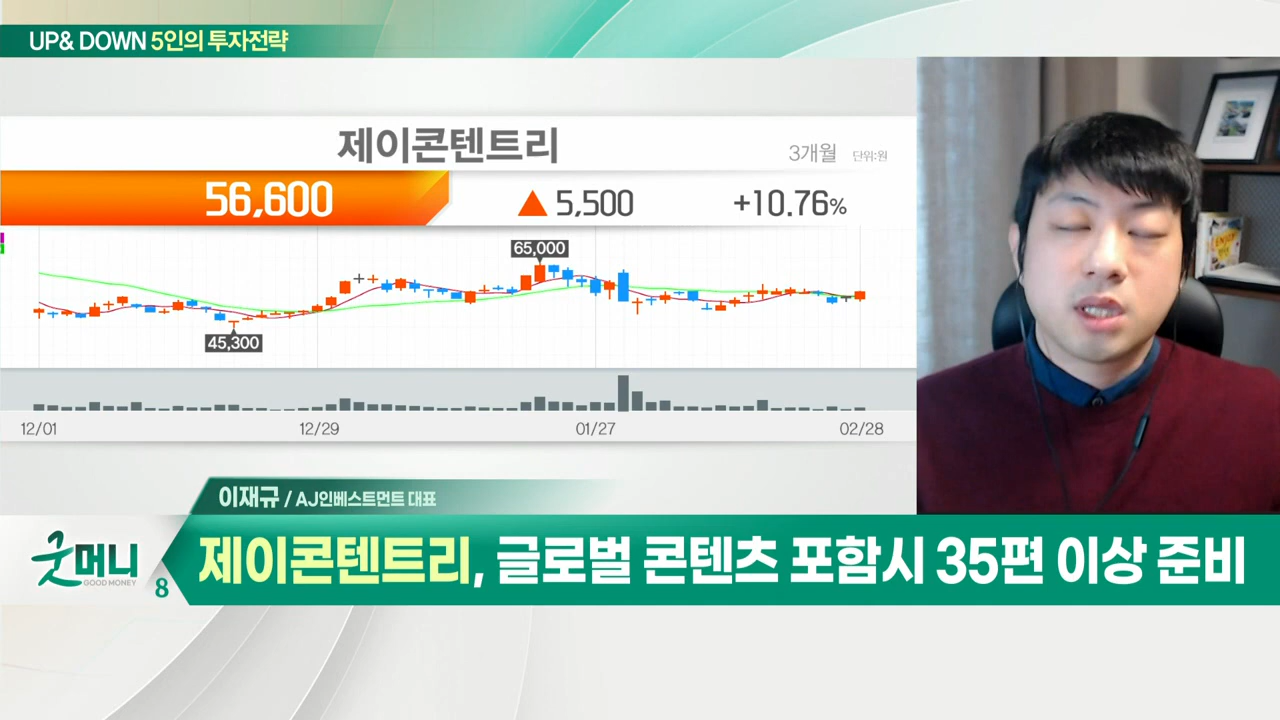 UP& DOWN 5인의 투자전략
제이콘텐트리
3개월 단위:원
56,600 ▲ 5,500 +10.76%
65,000
45,300
12/01 12/29 01/27 02/28
이재규 / AJ인베스트먼트 대표
굿머니
GOOD MONEY
8
제이콘텐트리, 글로벌 콘텐츠 포함시 35편 이상 준비